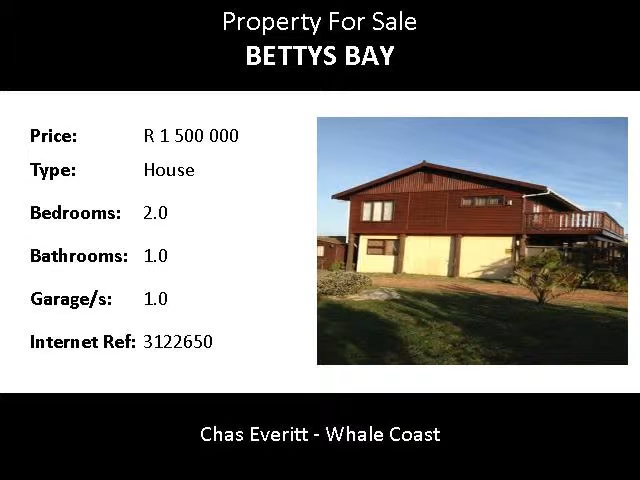 Property For Sale
BETTYS BAY
Price: R 1 500 000
Type: House
Bedrooms: 2.0
Bathrooms: 1.0
Garage/s: 1.0
Internet Ref: 3122650
Chas Everitt - Whale Coast